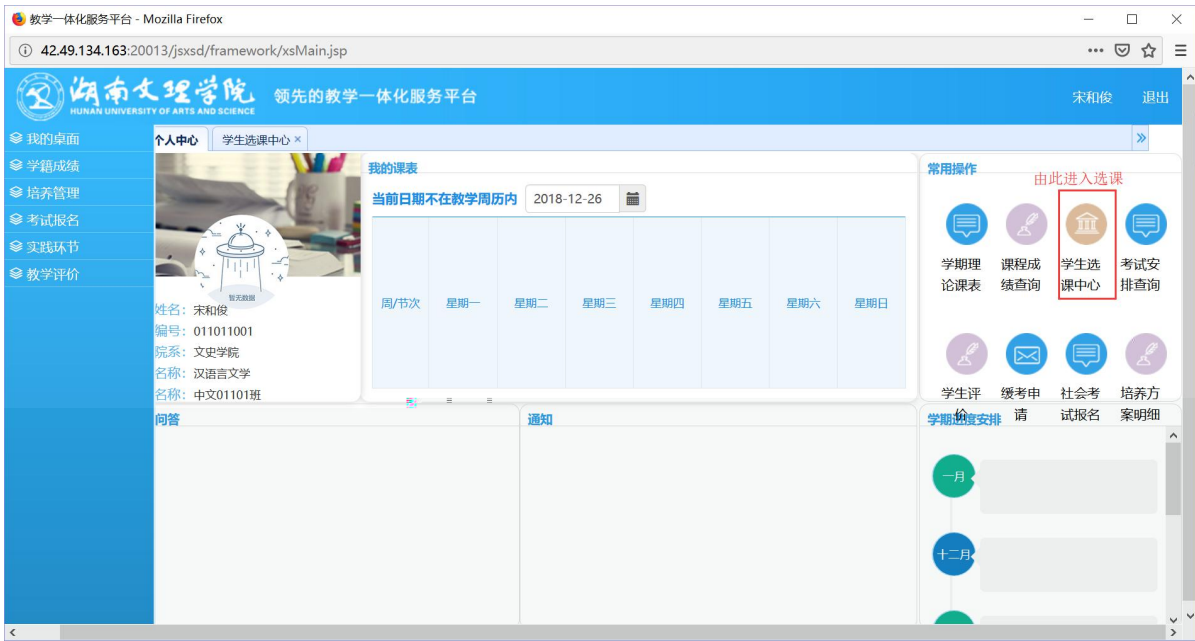 教学一体化服务平台 - Mozilla Firefox
42.49.134.163:20013/jsxsd/framework/xsMain.jsp
湖南文理学院
HUNAN UNIVERSITY OF ARTS AND SCIENCE
领先的教学一体化服务平台
宋和俊
退出
我的桌面
学籍成绩
培养管理
考试报名
实践环节
教学评价
个人中心
学生选课中心 ×
暂无数据
姓名: 宋和俊
编号: 011011001
院系: 文史学院
名称: 汉语言文学
名称: 中文01101班
我的课表
当前日期不在教学周历内
2018-12-26
周/节次 星期一 星期二 星期三 星期四 星期五 星期六 星期日
常用操作
由此进入选课
学期理
论课表
课程成
绩查询
学生选
课中心
考试安
排查询
学生评
价
缓考申
请
社会考
试报名
培养方
案明细
问答
通知
学期进度安排
一月
十二月